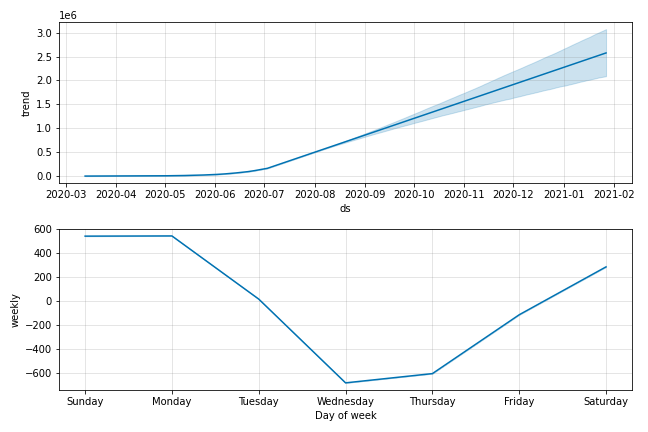 1e6
3.0
2.5
2.0
1.5
1.0
0.5
0.0
trend
2020-03 2020-04 2020-05 2020-06 2020-07 2020-08 2020-09 2020-10 2020-11 2020-12 2021-01 2021-02
ds
600
400
200
0
−200
−400
−600
weekly
Sunday Monday Tuesday Wednesday Thursday Friday Saturday
Day of week